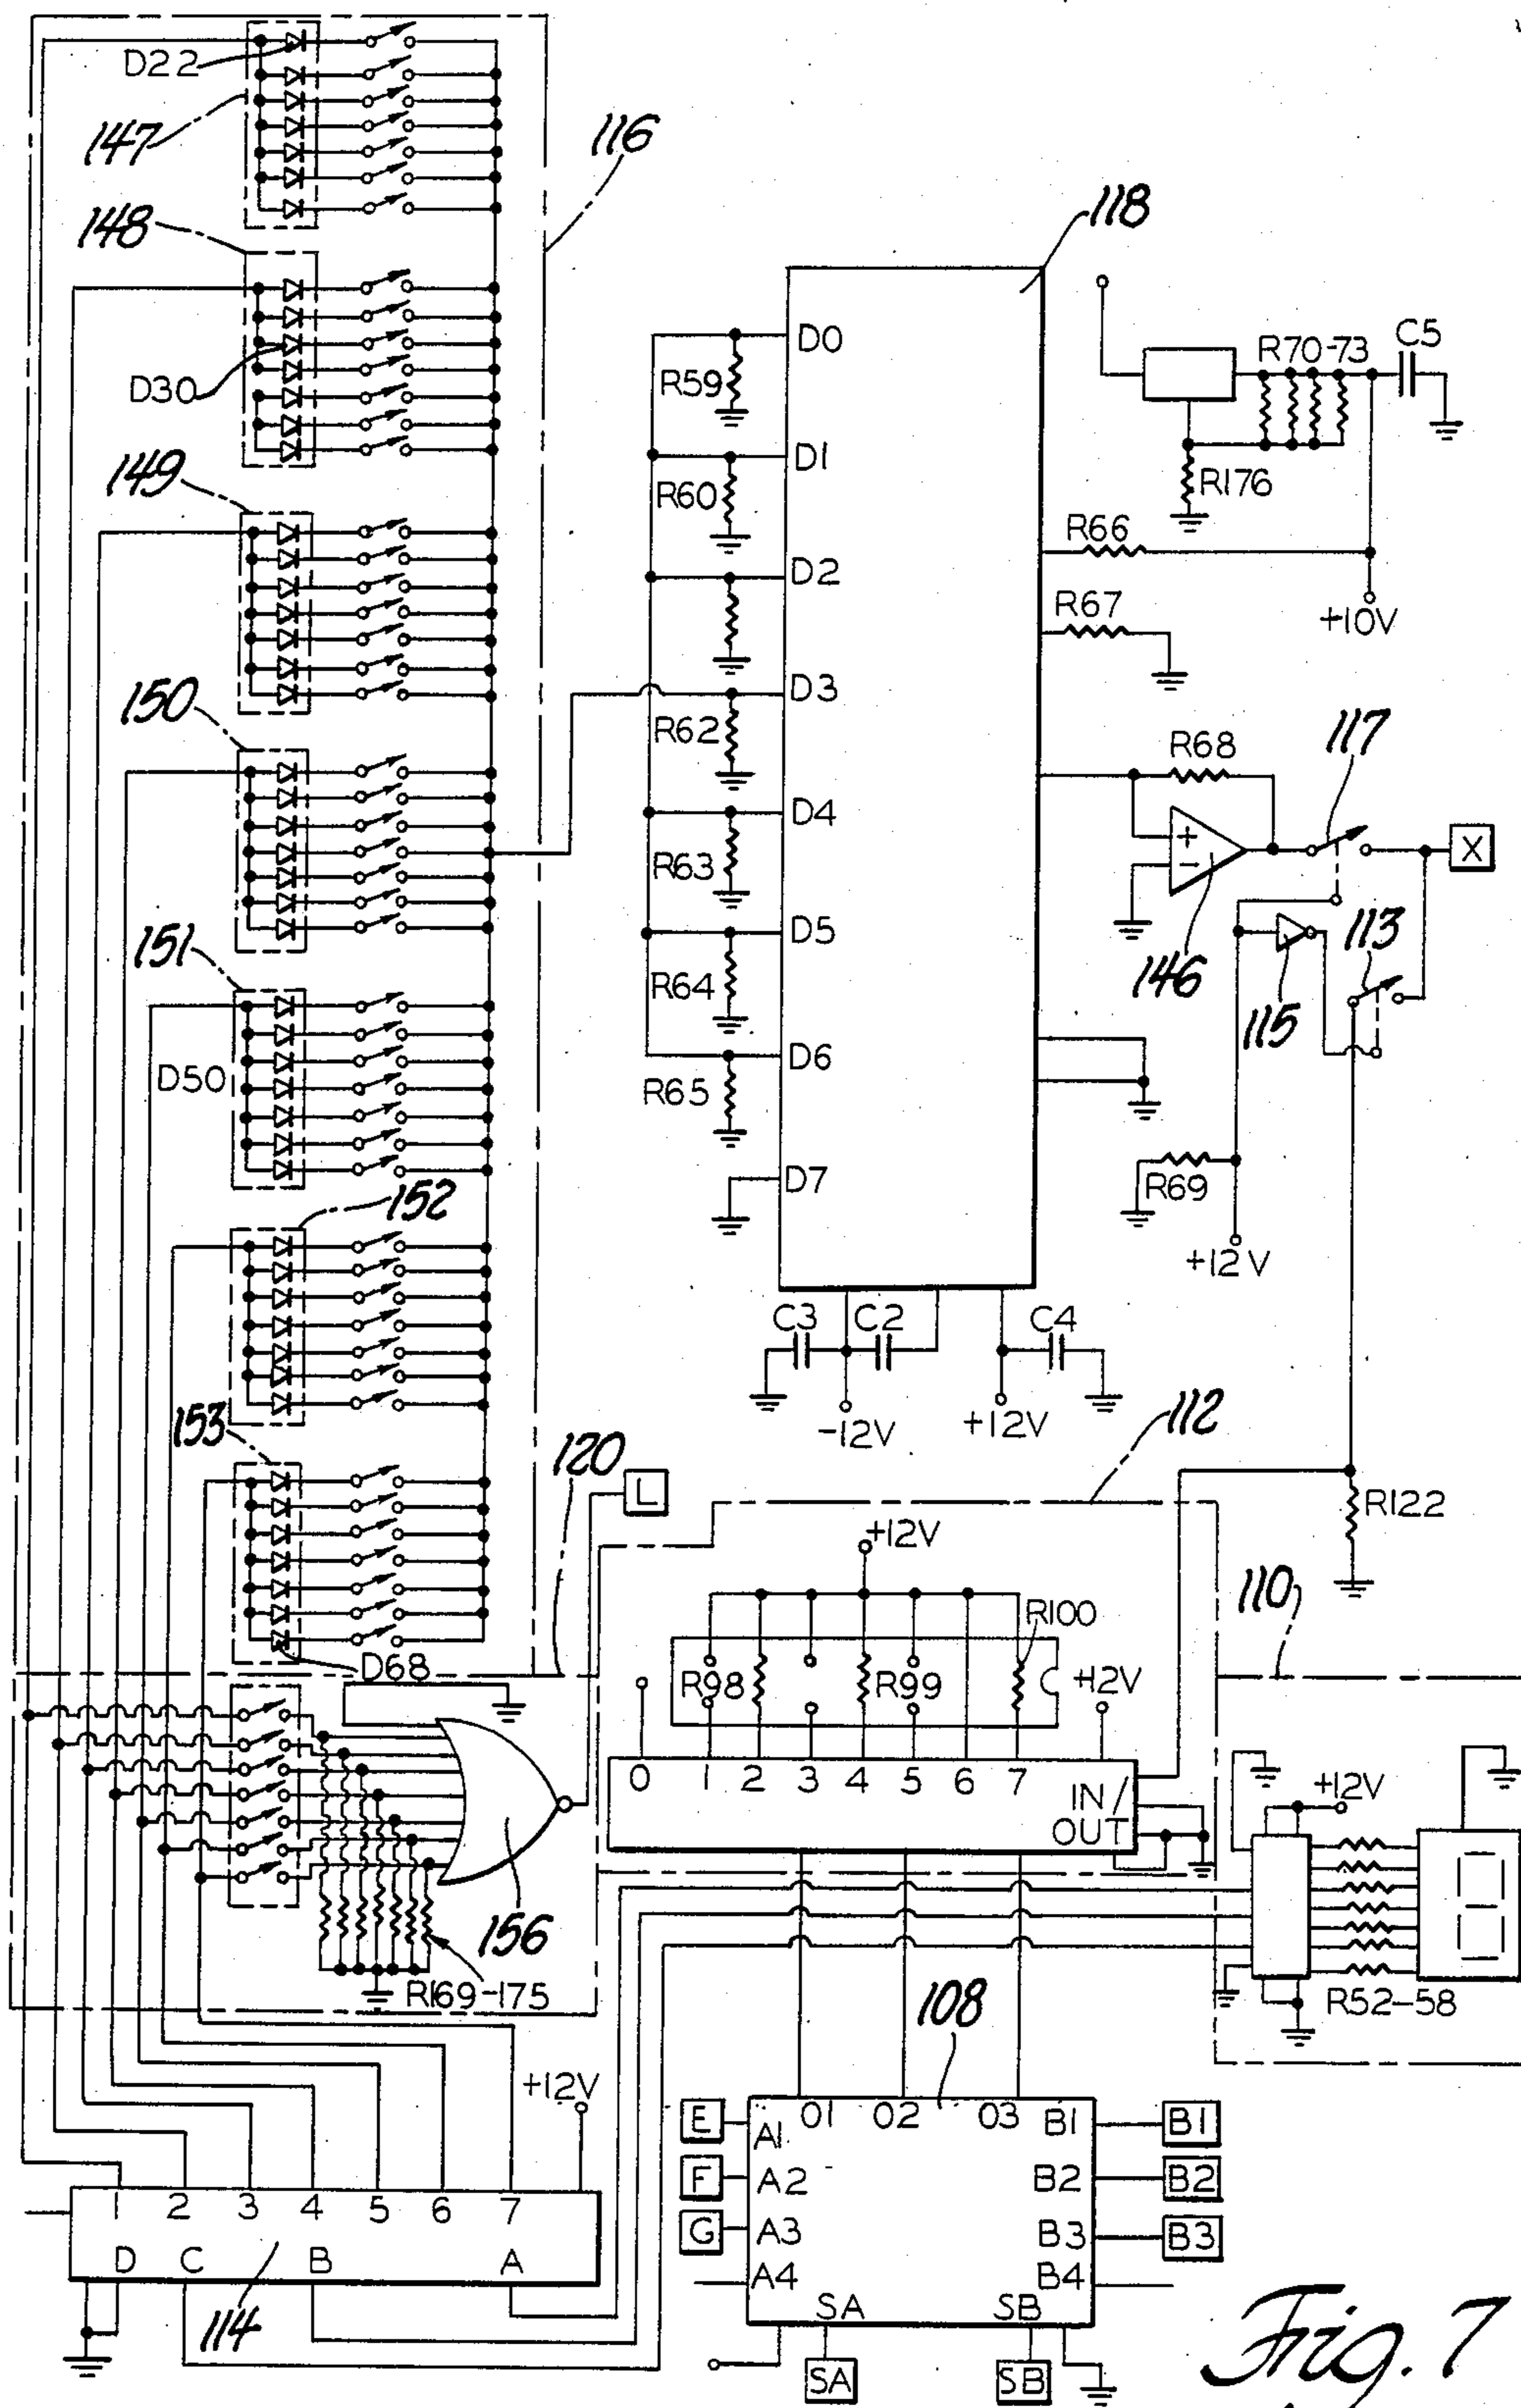 D22
147
116
148
118
D0
R70-73
C5
R59
D30
D1
149
R60
R176
R66
D2
+10V
R67
150
D3
R62
R68
117
D4
+
-
X
R63
151
D5
113
146
R64
115
D50
D6
R65
D7
152
R69
+12V
C3
C2
C4
-12V
+12V
112
153
120
L
R122
+12V
110
R100
D68
R98
R99
+12V
0 1 2 3 4 5 6 7
IN/
OUT
+12V
156
R169-175
R52-58
108
+12V
E
A1
01
02
03
B1
B1
F
A2
B2
B2
G
A3
B3
B3
A4
B4
1 2 3 4 5 6 7
D C B A
114
SA
SB
SA
SB
Fig. 7